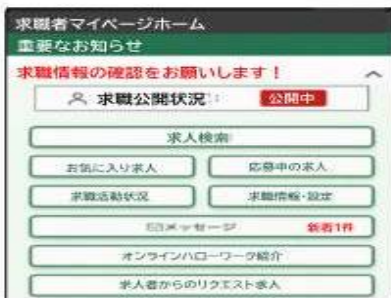 求職者マイページホーム
重要なお知らせ
求職情報の確認をお願いします！
求職公開状況： 公開中
求人検索
お気に入り求人 応募中の求人
求職活動状況 求職情報・設定
メッセージ 新着1件
オンラインハローワーク紹介
求人者からのリクエスト求人